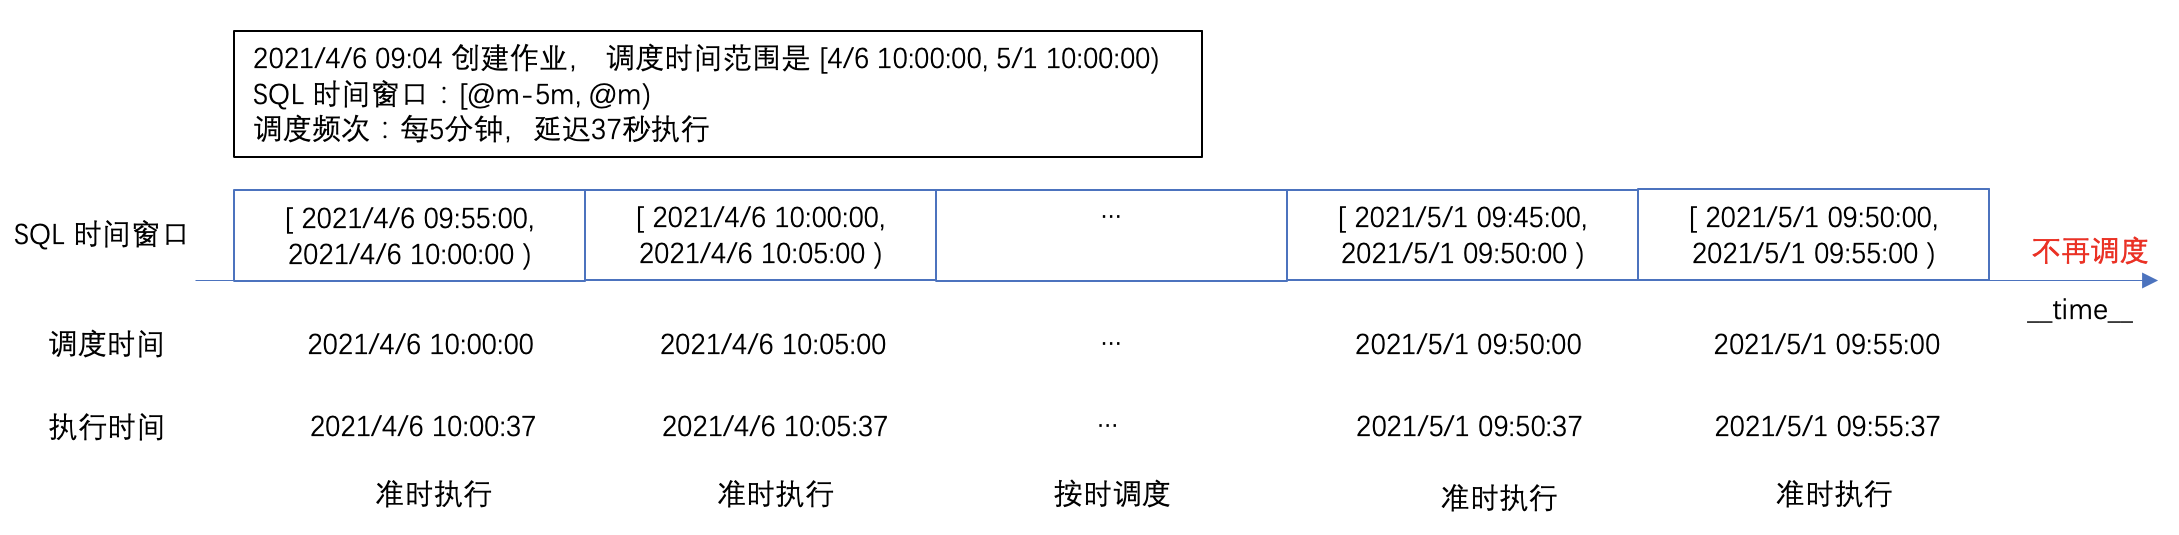 2021/4/6 09:04 创建作业， 调度时间范围是 [4/6 10:00:00, 5/1 10:00:00)
SQL 时间窗口：[@m-5m, @m)
调度频次：每5分钟，延迟37秒执行
SQL 时间窗口
[ 2021/4/6 09:55:00,
2021/4/6 10:00:00 )
[ 2021/4/6 10:00:00,
2021/4/6 10:05:00 )
...
[ 2021/5/1 09:45:00,
2021/5/1 09:50:00 )
[ 2021/5/1 09:50:00,
2021/5/1 09:55:00 )
不再调度
__time__
调度时间
2021/4/6 10:00:00
2021/4/6 10:05:00
...
2021/5/1 09:50:00
2021/5/1 09:55:00
执行时间
2021/4/6 10:00:37
2021/4/6 10:05:37
...
2021/5/1 09:50:37
2021/5/1 09:55:37
准时执行
准时执行
按时调度
准时执行
准时执行